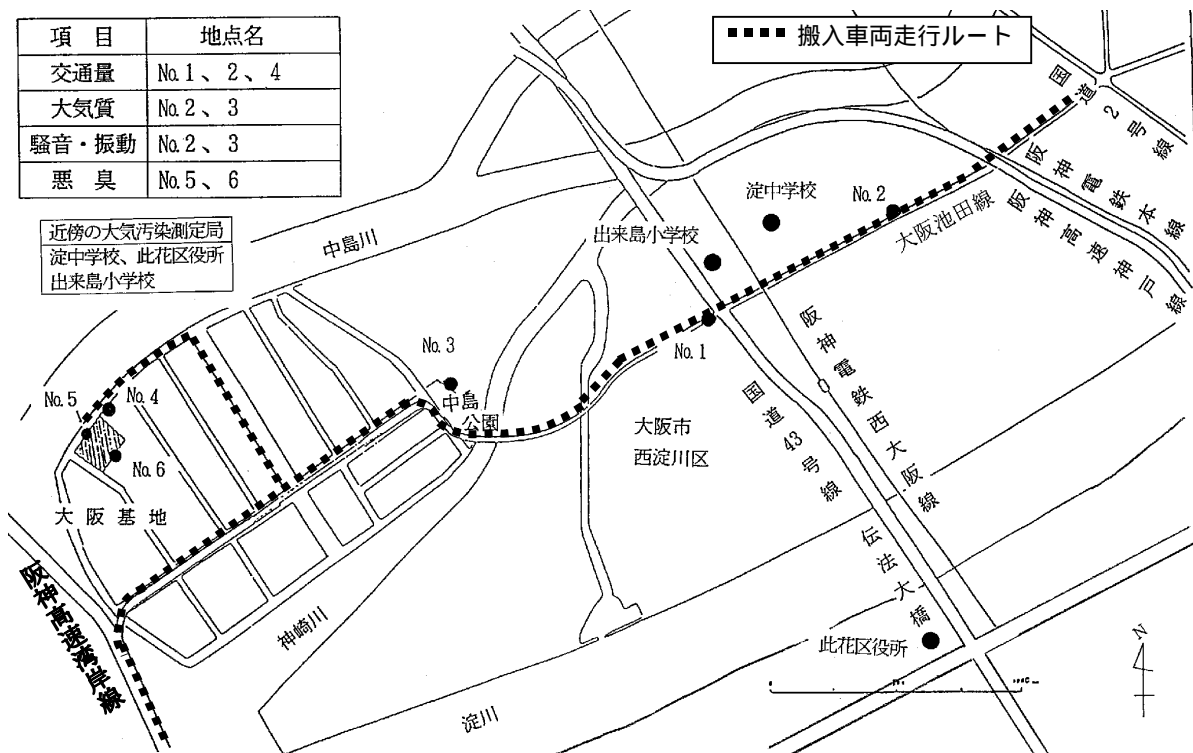 項 目 地点名
交通量 No.1、2、4
大気質 No.2、3
騒音・振動 No.2、3
悪 臭 No.5、6
近傍の大気汚染測定局
淀中学校、此花区役所
出来島小学校
搬入車両走行ルート
国道2号線
阪神電鉄本線
阪神高速神戸線
大阪池田線
淀中学校
No.2
出来島小学校
中島川
No.1
No.3
中島
公園
No.5
No.4
No.6
大阪基地
大阪市
西淀川区
国道43号線
阪神電鉄西大阪線
伝法大橋
此花区役所
阪神高速湾岸線
神崎川
淀川
N